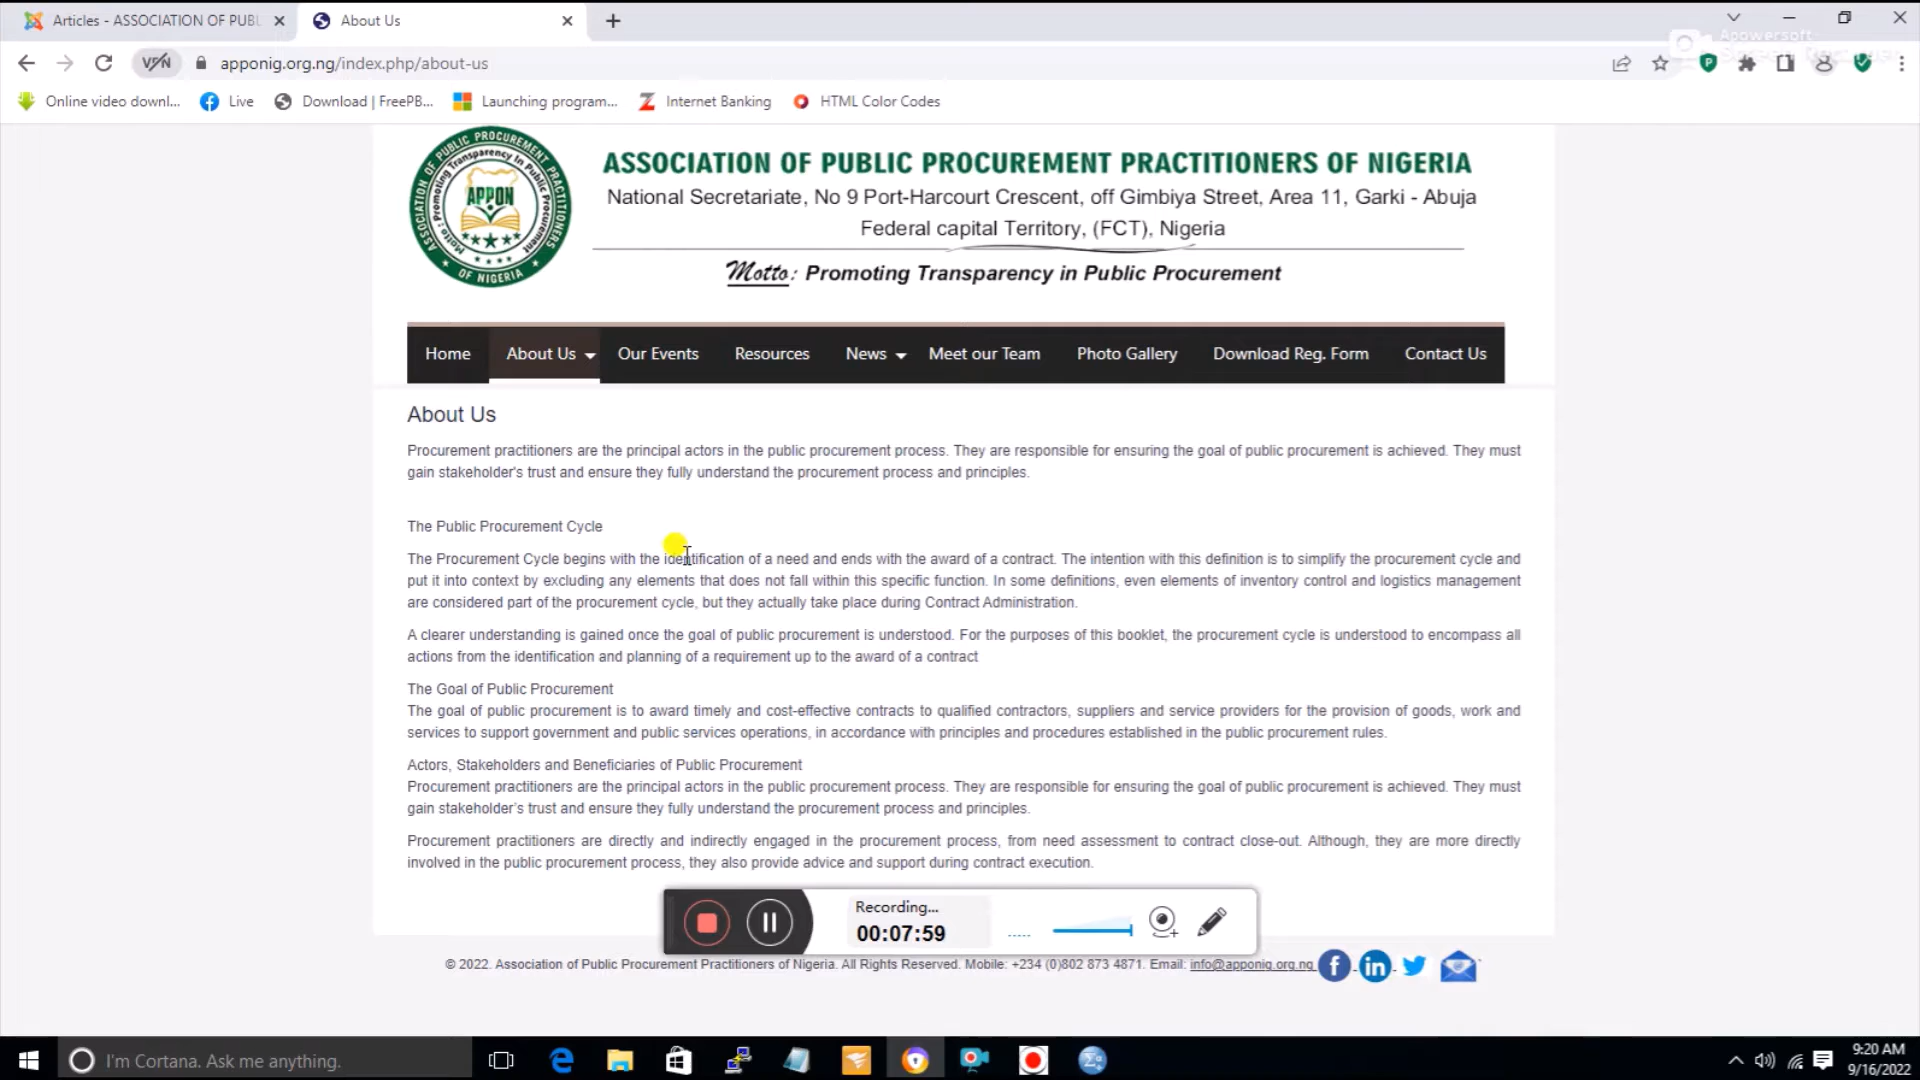 Articles - ASSOCIATION OF PUBL
About Us
Apowersoft
VPN
apponig.org.ng/index.php/about-us
Online video downl...
Live
Download | FreePB...
Launching program...
Internet Banking
HTML Color Codes
ASSOCIATION OF PUBLIC PROCUREMENT PRACTITIONERS
OF NIGERIA
Motto: Promoting Transparency In Public Procurement
APPON
ASSOCIATION OF PUBLIC PROCUREMENT PRACTITIONERS OF NIGERIA
National Secretariate, No 9 Port-Harcourt Crescent, off Gimbiya Street, Area 11, Garki - Abuja
Federal capital Territory, (FCT), Nigeria
Motto: Promoting Transparency in Public Procurement
Home
About Us
Our Events
Resources
News
Meet our Team
Photo Gallery
Download Reg. Form
Contact Us
About Us
Procurement practitioners are the principal actors in the public procurement process. They are responsible for ensuring the goal of public procurement is achieved. They must
gain stakeholder's trust and ensure they fully understand the procurement process and principles.
The Public Procurement Cycle
The Procurement Cycle begins with the identification of a need and ends with the award of a contract. The intention with this definition is to simplify the procurement cycle and
put it into context by excluding any elements that does not fall within this specific function. In some definitions, even elements of inventory control and logistics management
are considered part of the procurement cycle, but they actually take place during Contract Administration.
A clearer understanding is gained once the goal of public procurement is understood. For the purposes of this booklet, the procurement cycle is understood to encompass all
actions from the identification and planning of a requirement up to the award of a contract
The Goal of Public Procurement
The goal of public procurement is to award timely and cost-effective contracts to qualified contractors, suppliers and service providers for the provision of goods, work and
services to support government and public services operations, in accordance with principles and procedures established in the public procurement rules.
Actors, Stakeholders and Beneficiaries of Public Procurement
Procurement practitioners are the principal actors in the public procurement process. They are responsible for ensuring the goal of public procurement is achieved. They must
gain stakeholder's trust and ensure they fully understand the procurement process and principles.
Procurement practitioners are directly and indirectly engaged in the procurement process, from need assessment to contract close-out. Although, they are more directly
involved in the public procurement process, they also provide advice and support during contract execution.
Recording...
00:07:59
© 2022. Association of Public Procurement Practitioners of Nigeria. All Rights Reserved. Mobile: +234 (0)802 873 4871. Email: info@apponig.org.ng
I'm Cortana. Ask me anything.
9:20 AM
9/16/2022